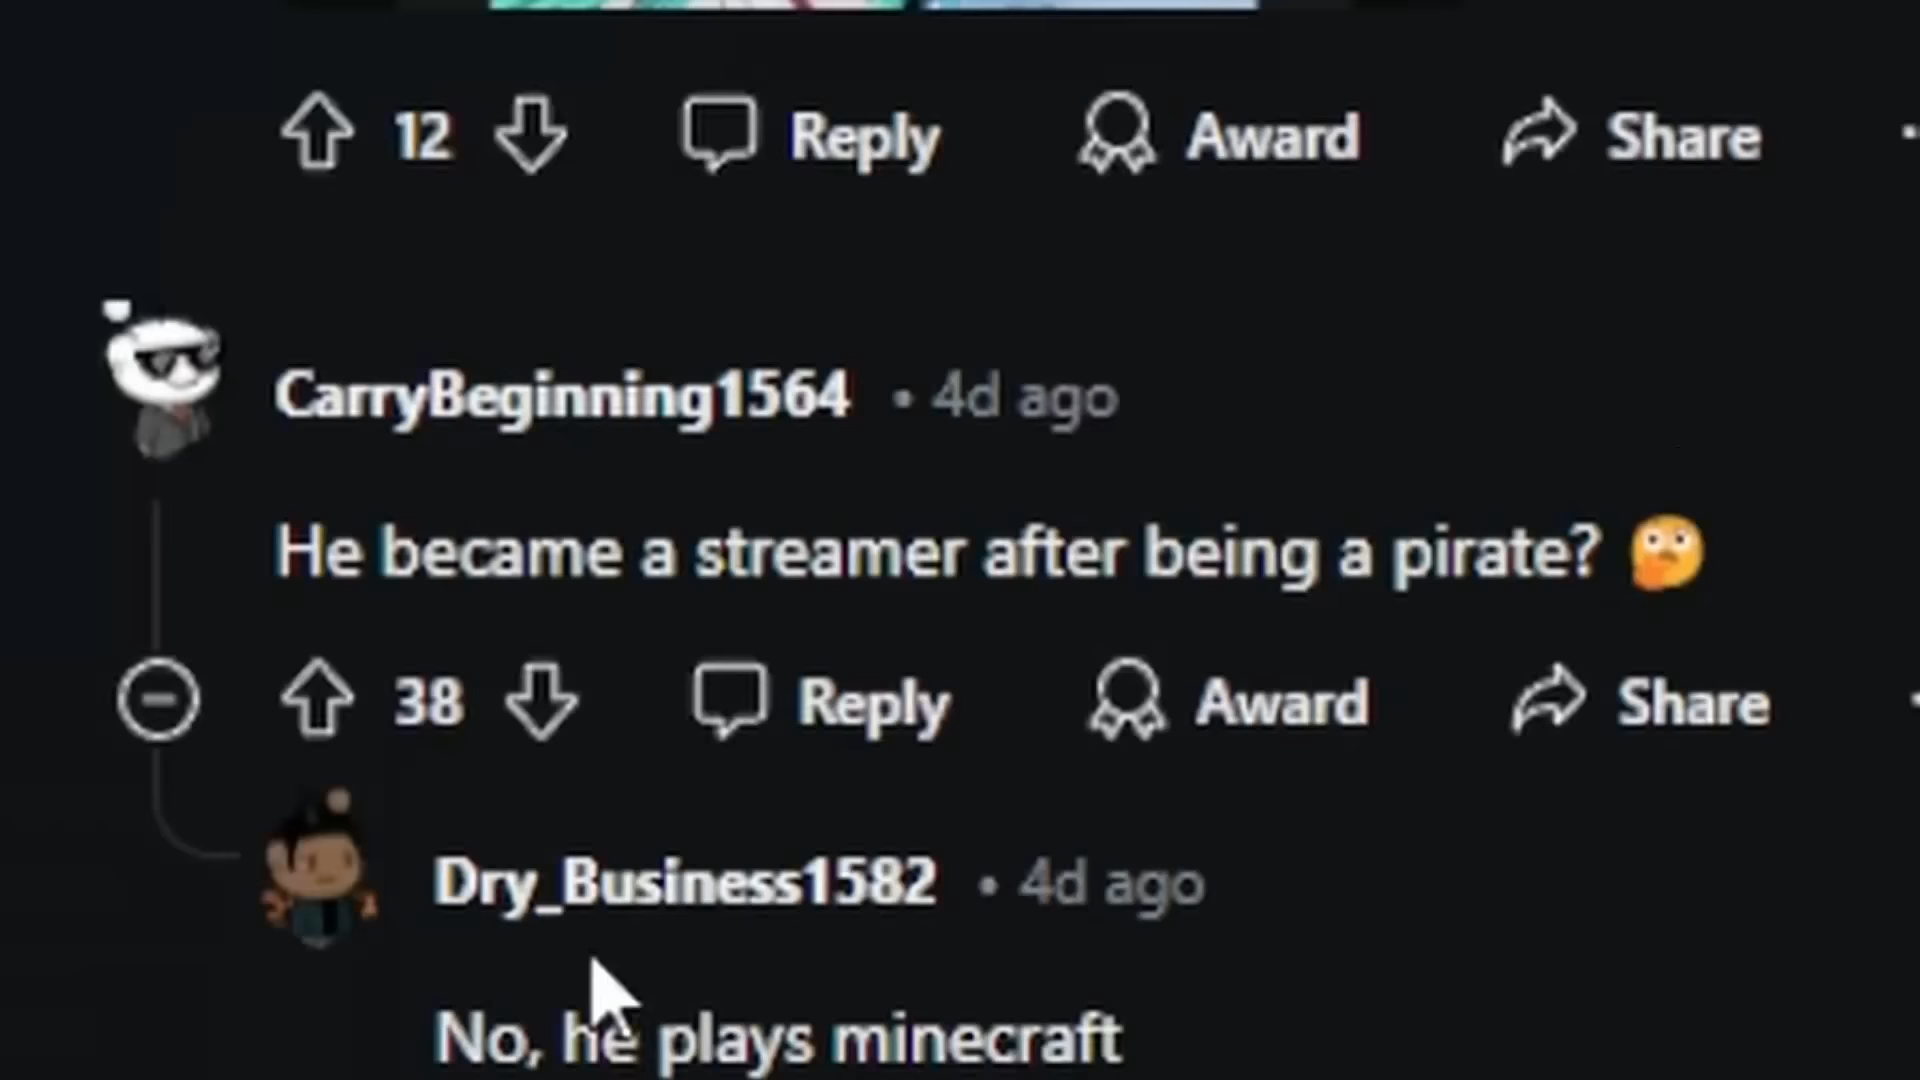 12 Reply Award Share
CarryBeginning1564 • 4d ago
He became a streamer after being a pirate? 🤔
38 Reply Award Share
Dry_Business1582 • 4d ago
No, he plays minecraft